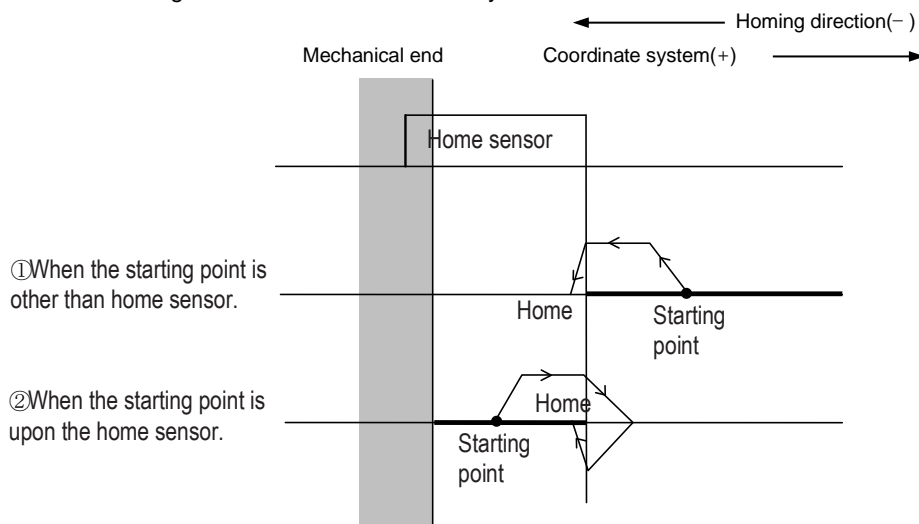 Homing direction(− )
Mechanical end
Coordinate system(+)
Home sensor
①When the starting point is
other than home sensor.
Home
Starting
point
②When the starting point is
upon the home sensor.
Home
Starting
point